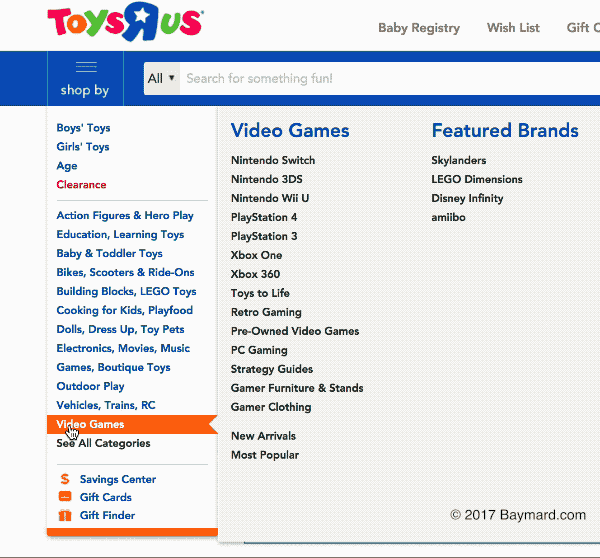 ToysRus
Baby Registry
Wish List
Gift C
shop by
All
Search for something fun!
Boys' Toys
Girls' Toys
Age
Clearance
Action Figures & Hero Play
Education, Learning Toys
Baby & Toddler Toys
Bikes, Scooters & Ride-Ons
Building Blocks, LEGO Toys
Cooking for Kids, Playfood
Dolls, Dress Up, Toy Pets
Electronics, Movies, Music
Games, Boutique Toys
Outdoor Play
Vehicles, Trains, RC
Video Games
See All Categories
Savings Center
Gift Cards
Gift Finder
Video Games
Nintendo Switch
Nintendo 3DS
Nintendo Wii U
PlayStation 4
PlayStation 3
Xbox One
Xbox 360
Toys to Life
Retro Gaming
Pre-Owned Video Games
PC Gaming
Strategy Guides
Gamer Furniture & Stands
Gamer Clothing
New Arrivals
Most Popular
Featured Brands
Skylanders
LEGO Dimensions
Disney Infinity
amiibo
© 2017 Baymard.com